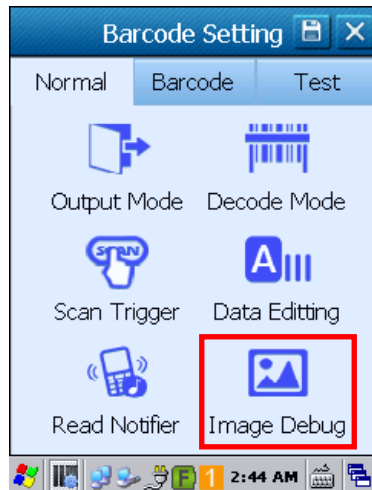 Barcode Setting
Normal Barcode Test
Output Mode Decode Mode
SCAN A
Scan Trigger Data Editting
Read Notifier Image Debug
F 1 2:44 AM